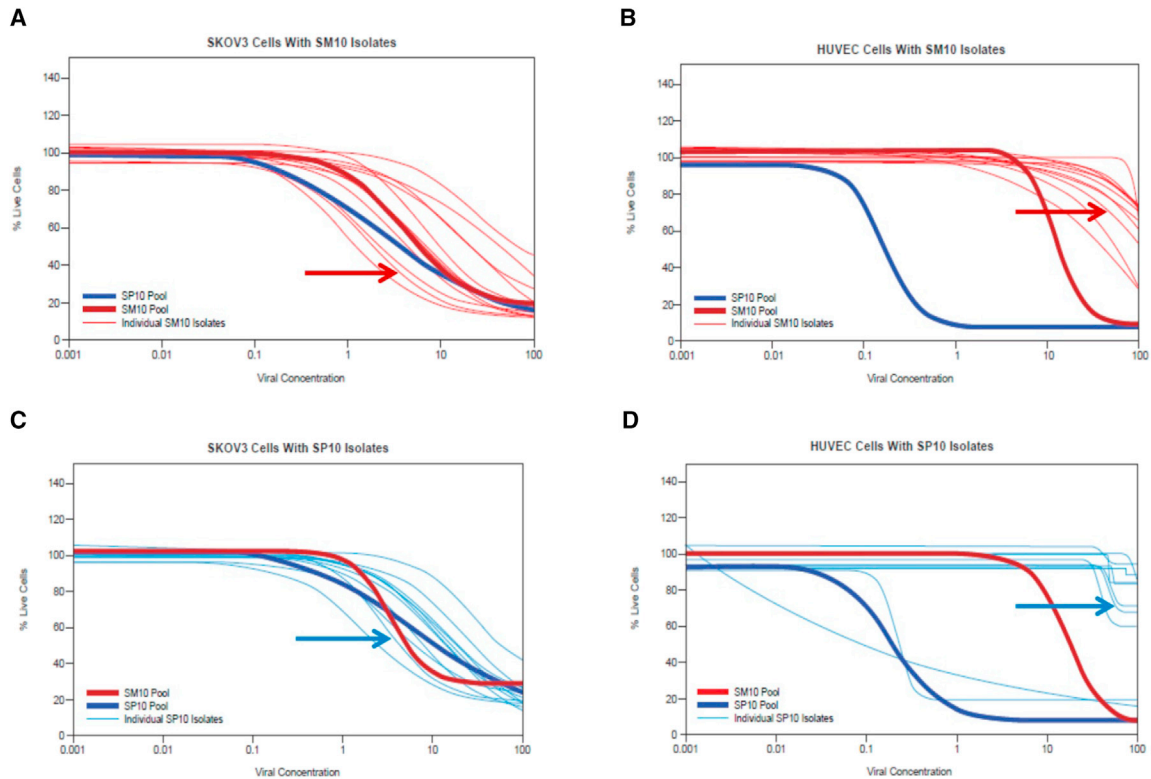 A
SKOV3 Cells With SM10 Isolates
140
120
100
80
60
40
20
0
% Live Cells
SP10 Pool
SM10 Pool
Individual SM10 Isolates
0.001
0.01
0.1
1
10
100
Viral Concentration
B
HUVEC Cells With SM10 Isolates
140
120
100
80
60
40
20
0
% Live Cells
SP10 Pool
SM10 Pool
Individual SM10 Isolates
0.001
0.01
0.1
1
10
100
Viral Concentration
C
SKOV3 Cells With SP10 Isolates
140
120
100
80
60
40
20
0
% Live Cells
SM10 Pool
SP10 Pool
Individual SP10 Isolates
0.001
0.01
0.1
1
10
100
Viral Concentration
D
HUVEC Cells With SP10 Isolates
140
120
100
80
60
40
20
0
% Live Cells
SM10 Pool
SP10 Pool
Individual SP10 Isolates
0.001
0.01
0.1
1
10
100
Viral Concentration